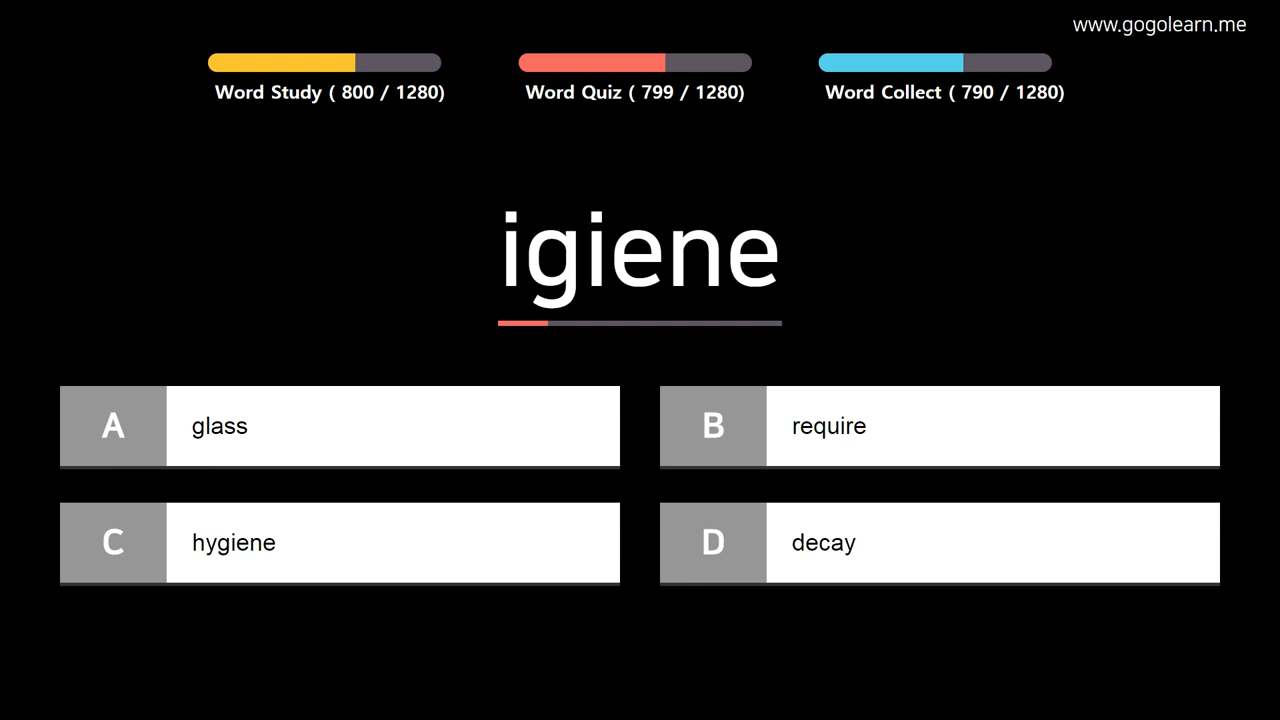 www.gogolearn.me
Word Study ( 800 / 1280)
Word Quiz ( 799 / 1280)
Word Collect ( 790 / 1280)
igiene
A glass
B require
C hygiene
D decay